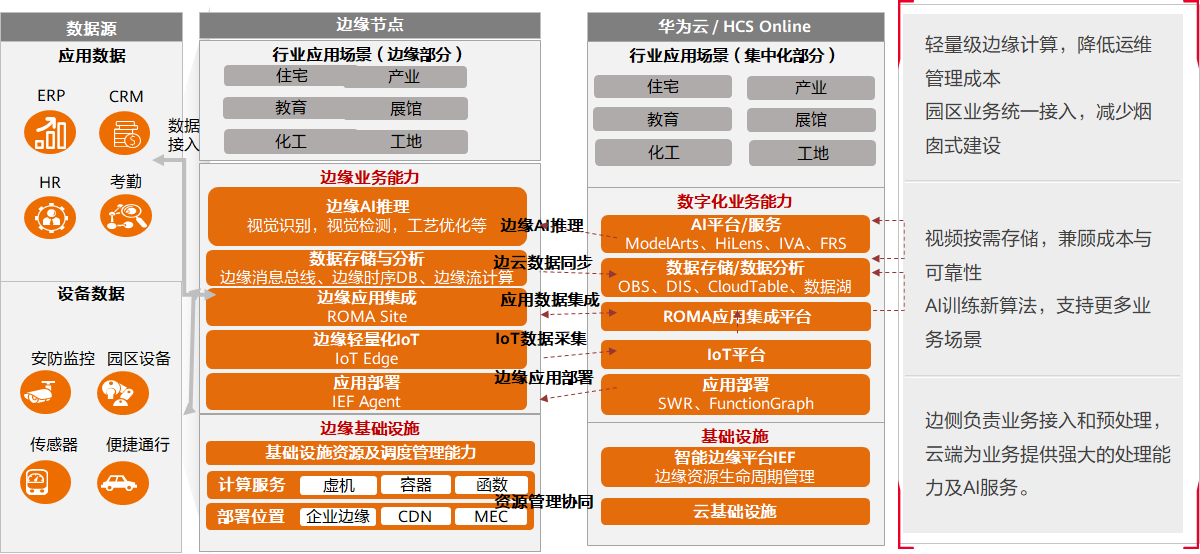 数据源
应用数据
ERP
CRM
HR
考勤
设备数据
安防监控
园区设备
传感器
便捷通行
数据
接入
边缘节点
行业应用场景（边缘部分）
住宅
产业
教育
展馆
化工
工地
边缘业务能力
边缘AI推理
视觉识别，视觉检测，工艺优化等
数据存储与分析
边缘消息总线、边缘时序DB、边缘流计算
边缘应用集成
ROMA Site
边缘轻量化IoT
IoT Edge
应用部署
IEF Agent
边缘基础设施
基础设施资源及调度管理能力
计算服务
虚机
容器
函数
部署位置
企业边缘
CDN
MEC
边缘AI推理
边云数据同步
应用数据集成
IoT数据采集
边缘应用部署
资源管理协同
华为云 / HCS Online
行业应用场景（集中化部分）
住宅
产业
教育
展馆
化工
工地
数字化业务能力
AI平台/服务
ModelArts、HiLens、IVA、FRS
数据存储/数据分析
OBS、DIS、CloudTable、数据湖
ROMA应用集成平台
IoT平台
应用部署
SWR、FunctionGraph
基础设施
智能边缘平台IEF
边缘资源生命周期管理
云基础设施
轻量级边缘计算，降低运维
管理成本
园区业务统一接入，减少烟
囱式建设
视频按需存储，兼顾成本与
可靠性
AI训练新算法，支持更多业
务场景
边侧负责业务接入和预处理，
云端为业务提供强大的处理能
力及AI服务。